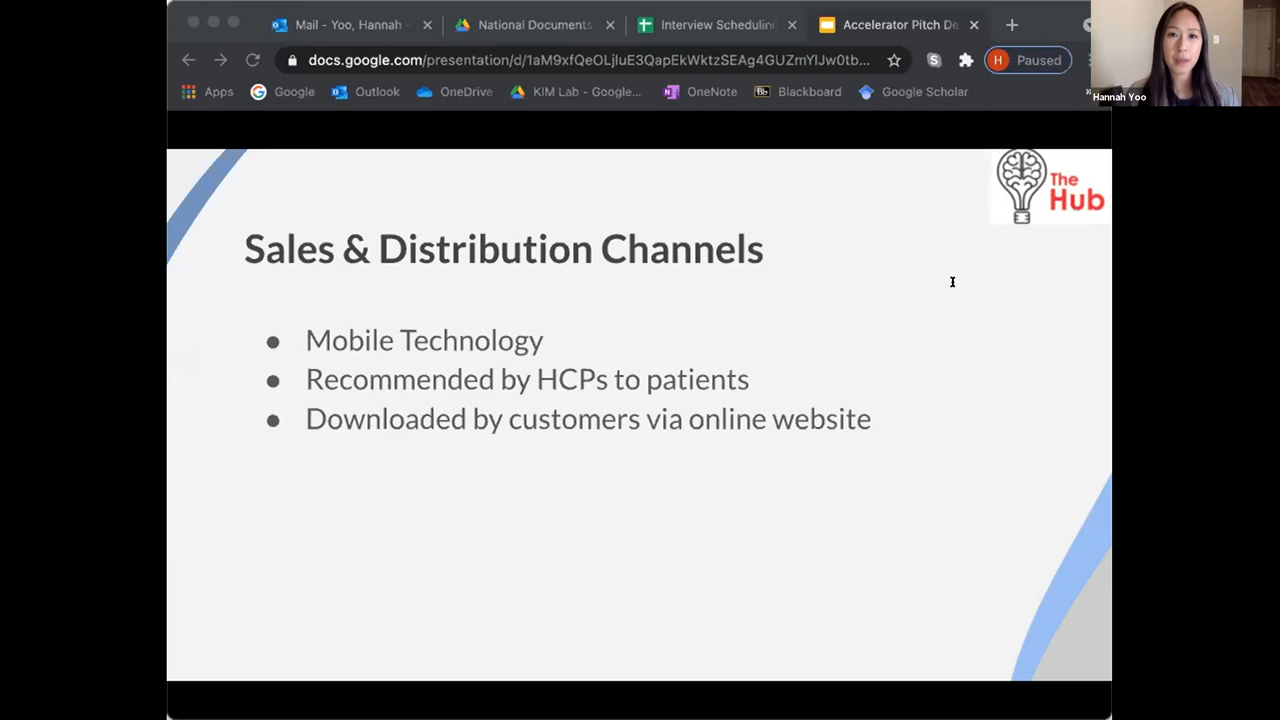 Mail - Yoo, Hannah -
National Documents
Interview Scheduling
Accelerator Pitch De
docs.google.com/presentation/d/1aM9xfQeOLjluE3QapEkWktzSEAg4GUZmYlJw0tb...
H Paused
Apps
Google
Outlook
OneDrive
KIM Lab - Google...
OneNote
Bb Blackboard
Google Scholar
»
Hannah Yoo
The
Hub
Sales & Distribution Channels
● Mobile Technology
● Recommended by HCPs to patients
● Downloaded by customers via online website